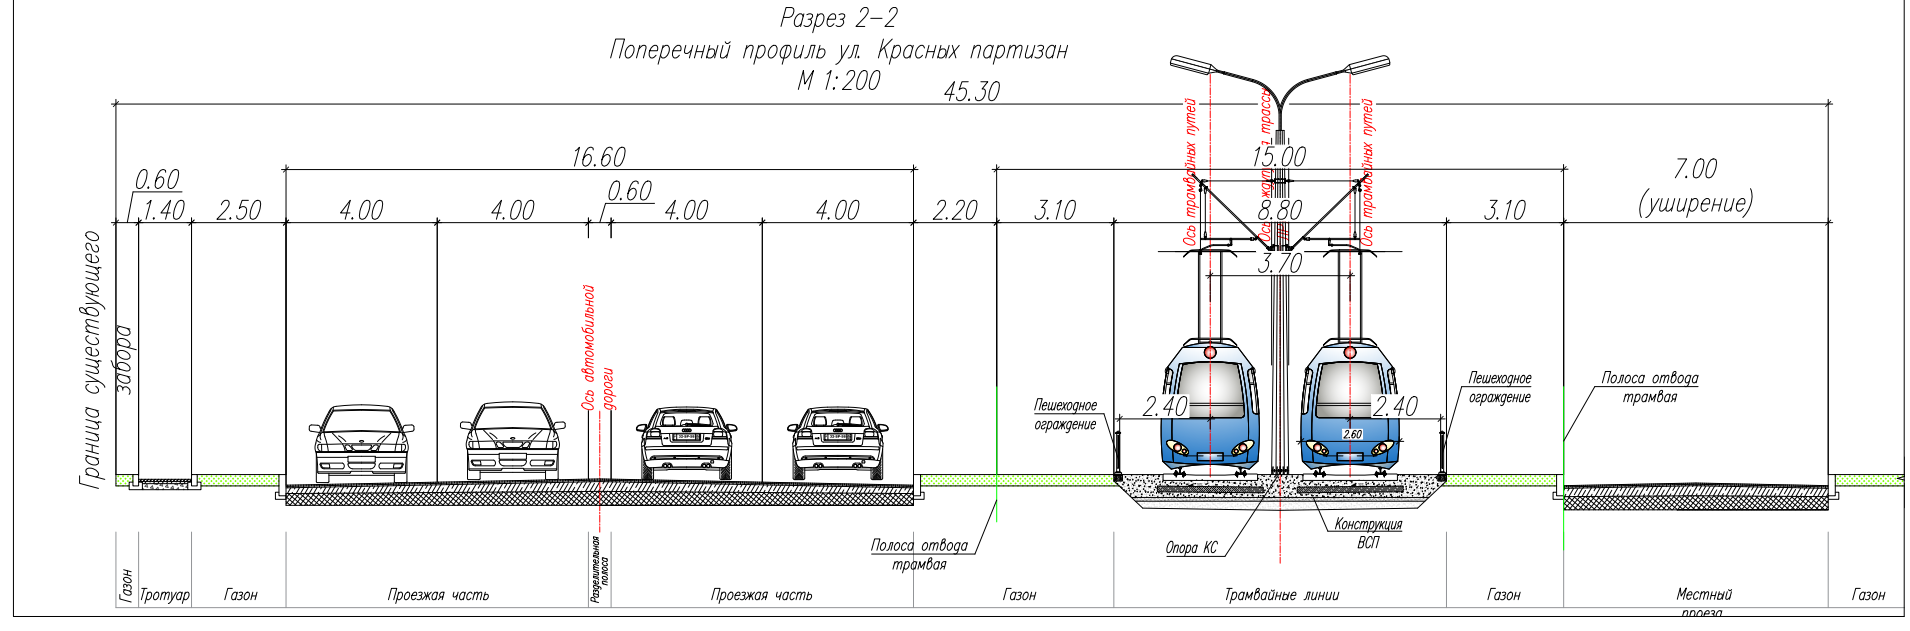 Разрез 2-2
Поперечный профиль ул. Красных партизан
М 1:200
45.30
16.60
15.00
7.00
(уширение)
0.60
1.40
2.50
4.00
4.00
0.60
4.00
4.00
2.20
3.10
8.80
3.10
3.70
Граница существующего
забора
Ось автомобильной
дороги
Ось трамвайных путей
Ось
трассы
Ось трамвайных путей
2.40
2.40
2.60
Пешеходное
ограждение
Пешеходное
ограждение
Полоса отвода
трамвая
Полоса отвода
трамвая
Опора КС
Конструкция
ВСП
Газон
Тротуар
Газон
Проезжая часть
Разделительная
полоса
Проезжая часть
Газон
Трамвайные линии
Газон
Местный
проезд
Газон